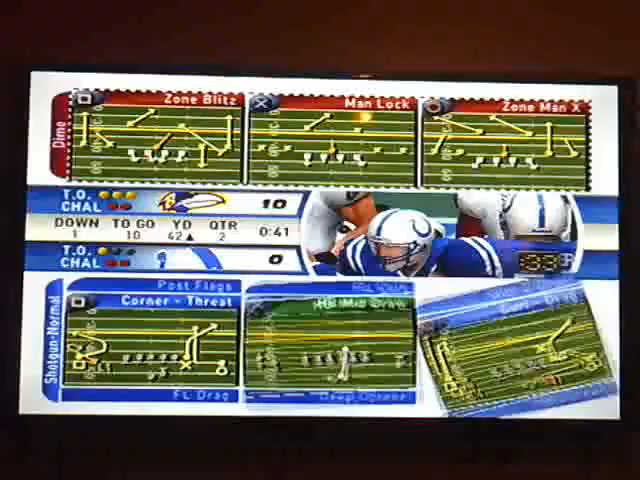 Zone Blitz
Man Lock
Zone Man X
Dime
T.O.
CHAL
10
DOWN TO GO YD QTR
1 10 42▲ 2 0:41
T.O.
CHAL
0
Post Flags
Shotgun-Normal
Corner - Threat
FL Drag